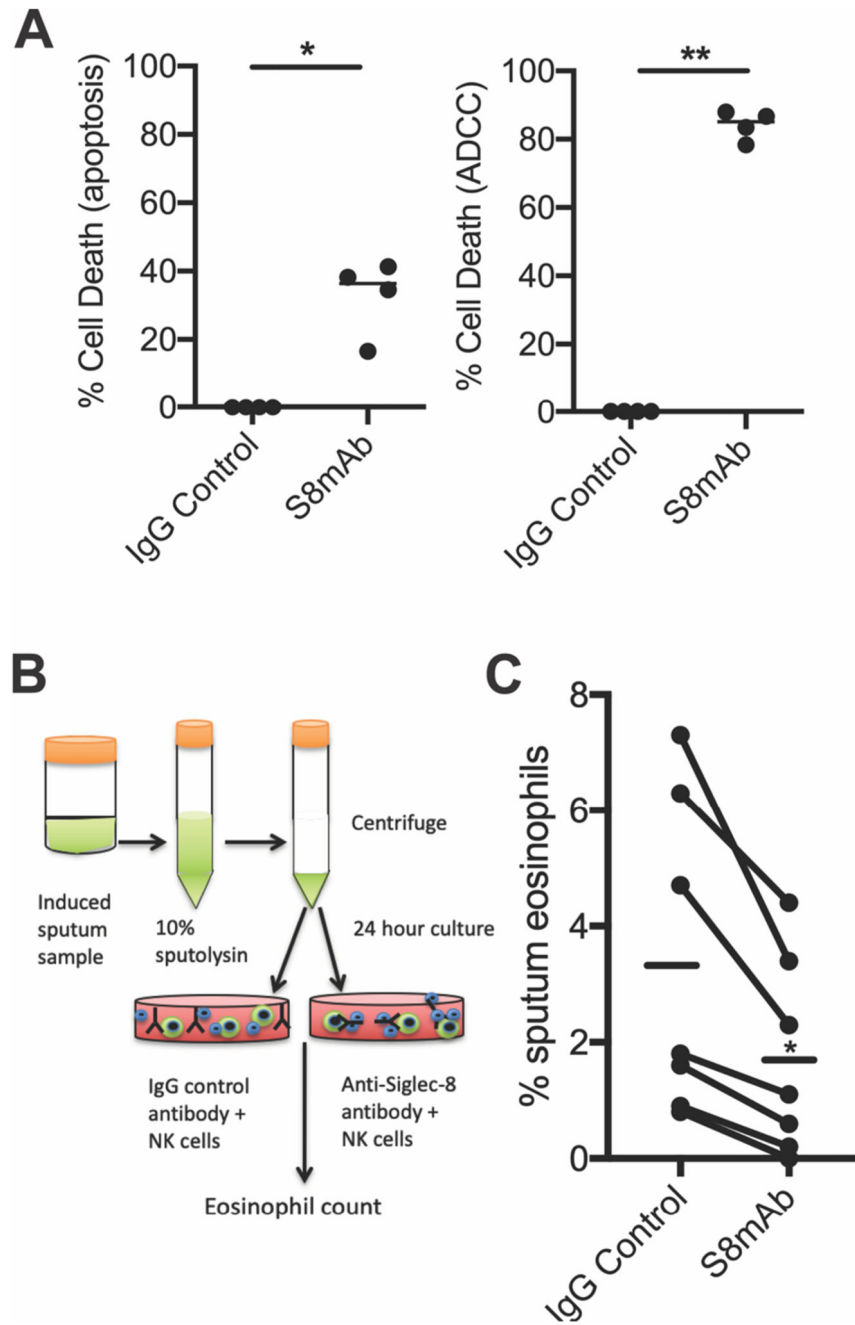 A
*
% Cell Death (apoptosis)
100
80
60
40
20
0
IgG Control
S8mAb
**
% Cell Death (ADCC)
100
80
60
40
20
0
IgG Control
S8mAb
B
Centrifuge
Induced
sputum
sample
10%
sputolysin
24 hour culture
IgG control
antibody +
NK cells
Anti-Siglec-8
antibody +
NK cells
Eosinophil count
C
% sputum eosinophils
8
6
4
2
0
*
IgG Control
S8mAb